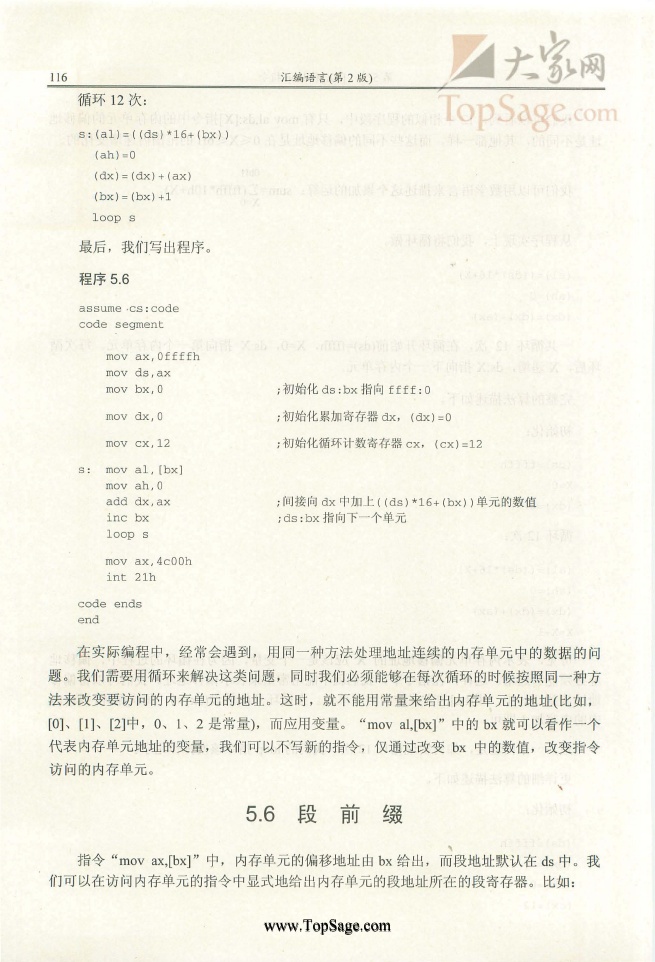 大家网
TopSage.com
116
汇编语言(第 2 版)
循环 12 次:
s:(al)=((ds)*16+(bx))
(ah)=0
(dx)=(dx)+(ax)
(bx)=(bx)+1
loop s
最后，我们写出程序。
程序 5.6
assume cs:code
code segment
mov ax,0ffffh
mov ds,ax
mov bx,0 ;初始化 ds:bx 指向 ffff:0
mov dx,0 ;初始化累加寄存器 dx，(dx)=0
mov cx,12 ;初始化循环计数寄存器 cx，(cx)=12
s: mov al,[bx]
mov ah,0
add dx,ax ;间接向 dx 中加上((ds)*16+(bx))单元的数值
inc bx ;ds:bx 指向下一个单元
loop s
mov ax,4c00h
int 21h
code ends
end
在实际编程中，经常会遇到，用同一种方法处理地址连续的内存单元中的数据的问
题。我们需要用循环来解决这类问题，同时我们必须能够在每次循环的时候按照同一种方
法来改变要访问的内存单元的地址。这时，就不能用常量来给出内存单元的地址(比如，
[0]、[1]、[2]中，0、1、2 是常量)，而应用变量。“mov al,[bx]”中的 bx 就可以看作一个
代表内存单元地址的变量，我们可以不写新的指令，仅通过改变 bx 中的数值，改变指令
访问的内存单元。
5.6 段 前 缀
指令“mov ax,[bx]”中，内存单元的偏移地址由 bx 给出，而段地址默认在 ds 中。我
们可以在访问内存单元的指令中显式地给出内存单元的段地址所在的段寄存器。比如:
www.TopSage.com